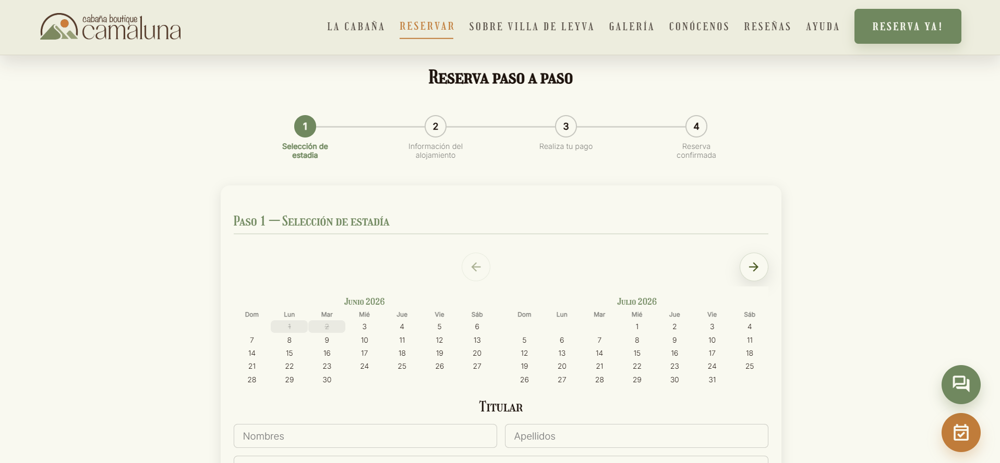 cabaña boutique
camaluna
LA CABAÑA RESERVAR SOBRE VILLA DE LEYVA GALERÍA CONÓCENOS RESEÑAS AYUDA RESERVA YA!
Reserva paso a paso
1 2 3 4
Selección de estadia
Información del alojamiento
Realiza tu pago
Reserva confirmada
Paso 1 — Selección de estadía
Junio 2026
Dom Lun Mar Mié Jue Vie Sáb
1 2 3 4 5 6
7 8 9 10 11 12 13
14 15 16 17 18 19 20
21 22 23 24 25 26 27
28 29 30
Julio 2026
Dom Lun Mar Mié Jue Vie Sáb
1 2 3 4
5 6 7 8 9 10 11
12 13 14 15 16 17 18
19 20 21 22 23 24 25
26 27 28 29 30 31
Titular
Nombres Apellidos